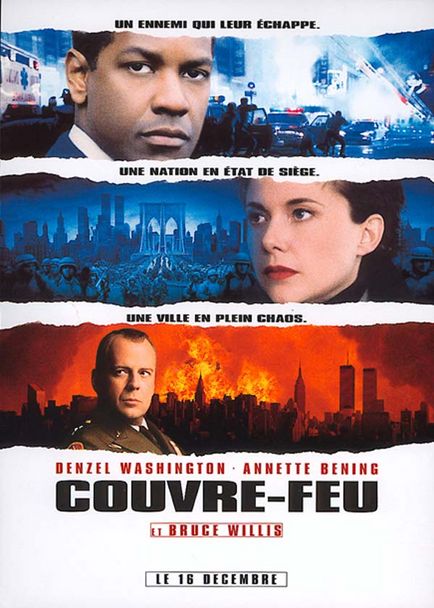 UN ENNEMI QUI LEUR ÉCHAPPE.
UNE NATION EN ÉTAT DE SIÈGE.
UNE VILLE EN PLEIN CHAOS.
DENZEL WASHINGTON · ANNETTE BENING
COUVRE-FEU
ET BRUCE WILLIS
LE 16 DECEMBRE